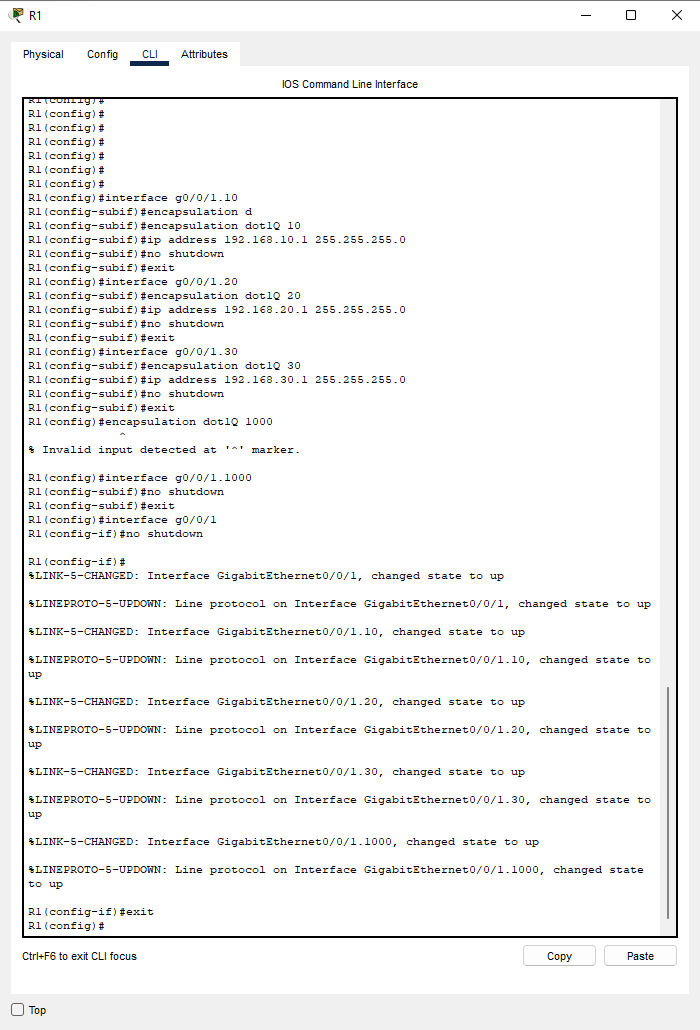 R1
Physical Config CLI Attributes
IOS Command Line Interface
R1(config)#
R1(config)#
R1(config)#
R1(config)#
R1(config)#
R1(config)#
R1(config)#
R1(config)#interface g0/0/1.10
R1(config-subif)#encapsulation d
R1(config-subif)#encapsulation dot1Q 10
R1(config-subif)#ip address 192.168.10.1 255.255.255.0
R1(config-subif)#no shutdown
R1(config-subif)#exit
R1(config)#interface g0/0/1.20
R1(config-subif)#encapsulation dot1Q 20
R1(config-subif)#ip address 192.168.20.1 255.255.255.0
R1(config-subif)#no shutdown
R1(config-subif)#exit
R1(config)#interface g0/0/1.30
R1(config-subif)#encapsulation dot1Q 30
R1(config-subif)#ip address 192.168.30.1 255.255.255.0
R1(config-subif)#no shutdown
R1(config-subif)#exit
R1(config)#encapsulation dot1Q 1000
^
% Invalid input detected at '^' marker.
R1(config)#interface g0/0/1.1000
R1(config-subif)#no shutdown
R1(config-subif)#exit
R1(config)#interface g0/0/1
R1(config-if)#no shutdown
R1(config-if)#
%LINK-5-CHANGED: Interface GigabitEthernet0/0/1, changed state to up
%LINEPROTO-5-UPDOWN: Line protocol on Interface GigabitEthernet0/0/1, changed state to up
%LINK-5-CHANGED: Interface GigabitEthernet0/0/1.10, changed state to up
%LINEPROTO-5-UPDOWN: Line protocol on Interface GigabitEthernet0/0/1.10, changed state to
up
%LINK-5-CHANGED: Interface GigabitEthernet0/0/1.20, changed state to up
%LINEPROTO-5-UPDOWN: Line protocol on Interface GigabitEthernet0/0/1.20, changed state to
up
%LINK-5-CHANGED: Interface GigabitEthernet0/0/1.30, changed state to up
%LINEPROTO-5-UPDOWN: Line protocol on Interface GigabitEthernet0/0/1.30, changed state to
up
%LINK-5-CHANGED: Interface GigabitEthernet0/0/1.1000, changed state to up
%LINEPROTO-5-UPDOWN: Line protocol on Interface GigabitEthernet0/0/1.1000, changed state
to up
R1(config-if)#exit
R1(config)#
Ctrl+F6 to exit CLI focus
Copy Paste
Top